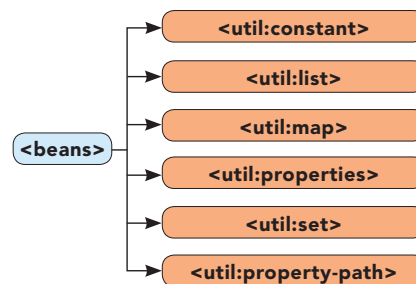 <util:constant>
<util:list>
<util:map>
<beans>
<util:properties>
<util:set>
<util:property-path>